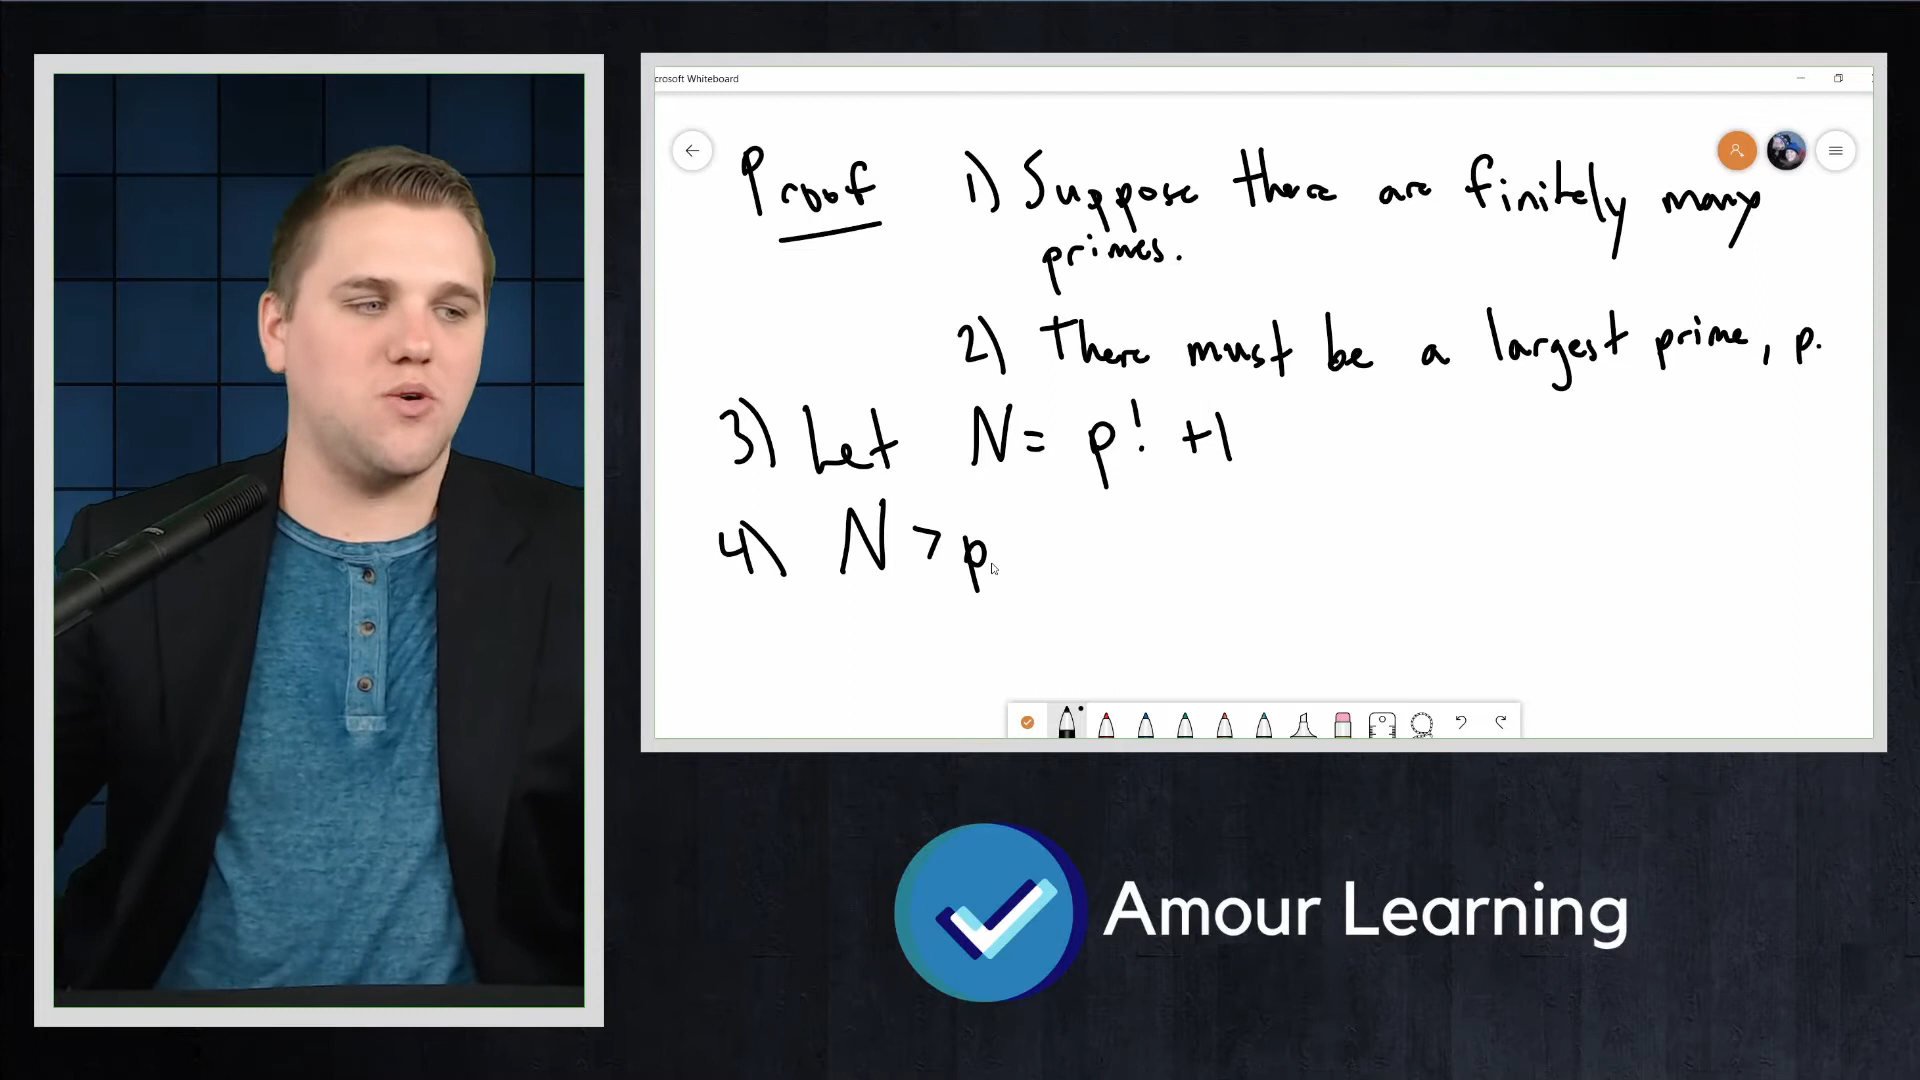 crosoft Whiteboard
Proof 1) Suppose there are finitely many
primes.
2) There must be a largest prime, p.
3) Let N = p! +1
4) N > p
Amour Learning